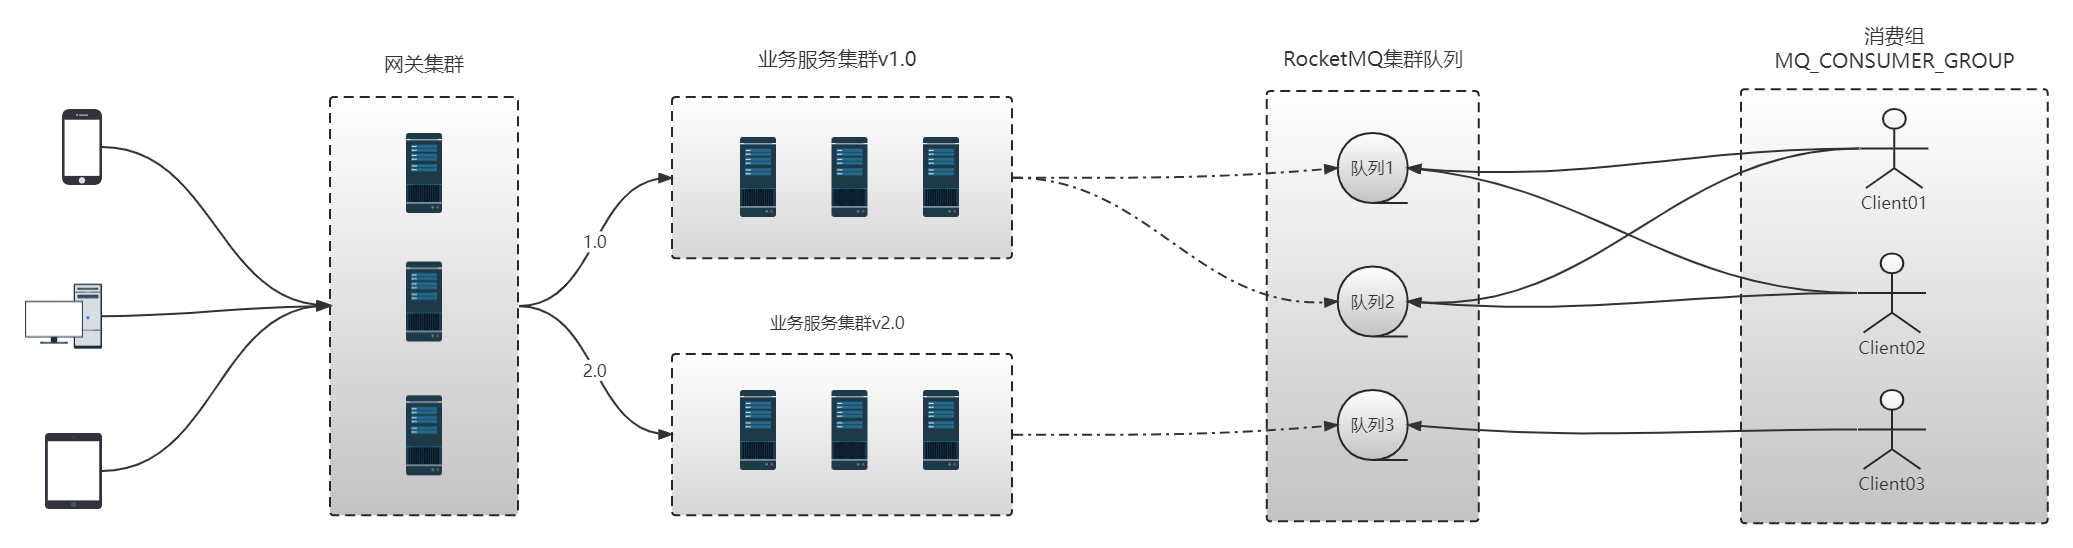 网关集群
1.0
2.0
业务服务集群v1.0
业务服务集群v2.0
RocketMQ集群队列
队列1
队列2
队列3
消费组
MQ_CONSUMER_GROUP
Client01
Client02
Client03